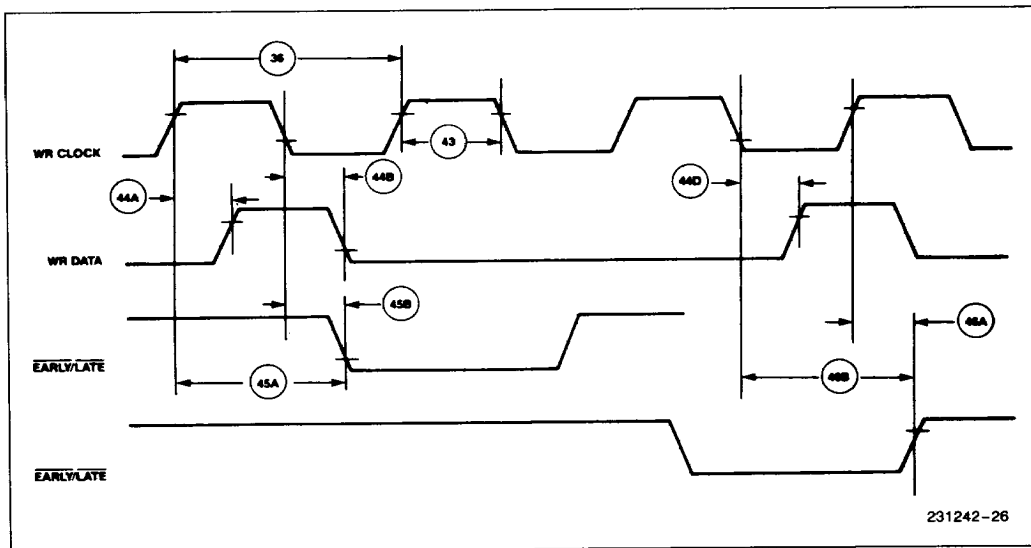 36
WR CLOCK
43
44A
44B
44D
WR DATA
45B
46A
EARLY/LATE
45A
46B
EARLY/LATE
231242-26